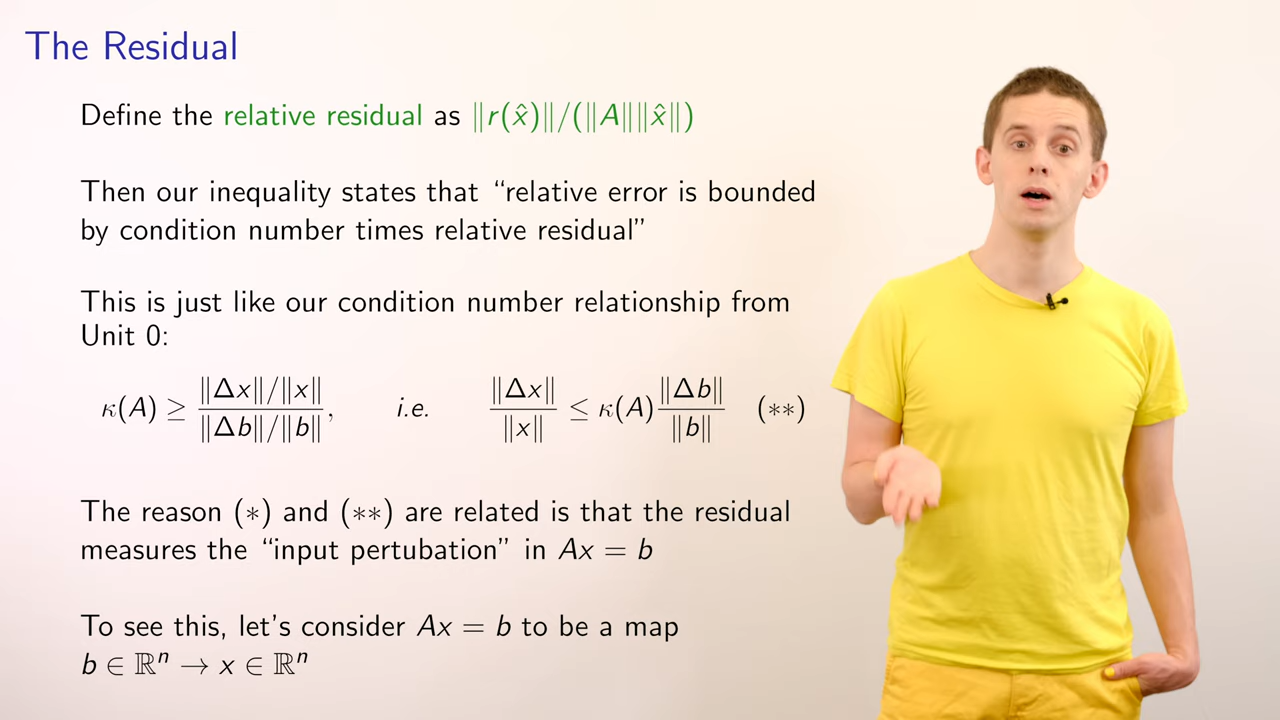 The Residual
Define the relative residual as ‖r(x̂)‖/(‖A‖‖x̂‖)
Then our inequality states that “relative error is bounded
by condition number times relative residual”
This is just like our condition number relationship from
Unit 0:
κ(A) ≥ (‖Δx‖/‖x‖)/(‖Δb‖/‖b‖), i.e. ‖Δx‖/‖x‖ ≤ κ(A) ‖Δb‖/‖b‖ (∗∗)
The reason (∗) and (∗∗) are related is that the residual
measures the “input pertubation” in Ax = b
To see this, let's consider Ax = b to be a map
b ∈ ℝⁿ → x ∈ ℝⁿ